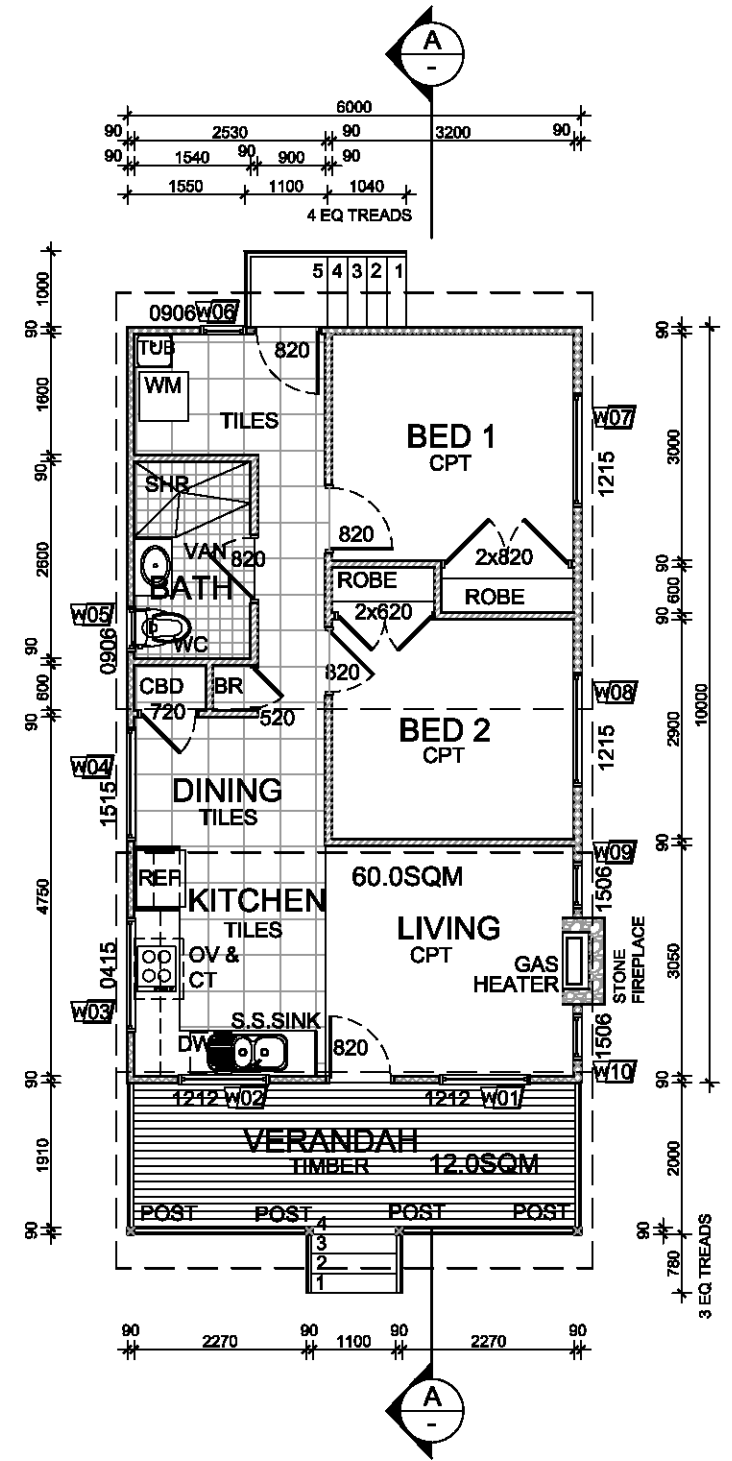 A
-
6000
90 2530 90 3200 90
90 1540 90 900 90
1550 1100 1040
4 EQ TREADS
1000
5 4 3 2 1
0906 W06
90
90
TUB
820
WM
1600
TILES
BED 1
CPT
W07
1215
3000
10000
90
SHR
820
2x820
VAN
820
BATH
2600
ROBE
ROBE
2x620
90
600
90
W05
0906
WC
90
CBD
BR
820
600
720
520
90
W08
1215
BED 2
CPT
2900
W04
1515
DINING
TILES
90
W09
1506
REF
60.0SQM
KITCHEN
TILES
LIVING
CPT
4750
0415
OV &
CT
GAS
HEATER
STONE
FIREPLACE
3050
W03
S.S.SINK
DW
820
1506
W10
90
90
1212 W02
1212 W01
VERANDAH
TIMBER
12.0SQM
1910
2000
POST POST POST POST
90
90
4
3
2
1
780
3 EQ TREADS
90 2270 90 1100 90 2270 90
A
-